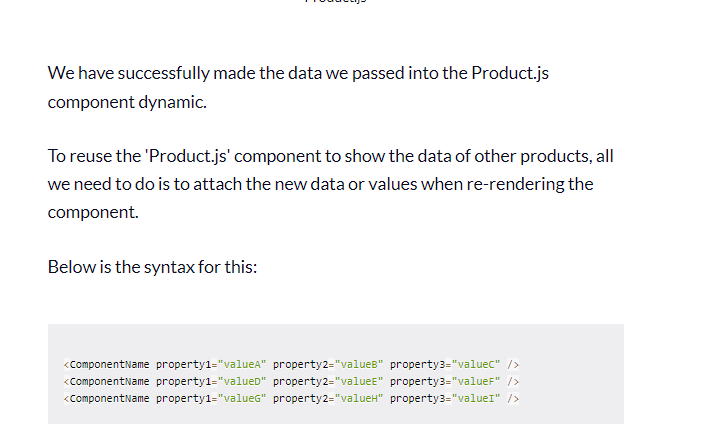 We have successfully made the data we passed into the Product.js
component dynamic.
To reuse the 'Product.js' component to show the data of other products, all
we need to do is to attach the new data or values when re-rendering the
component.
Below is the syntax for this:
<ComponentName property1="valueA" property2="valueB" property3="valueC" />
<ComponentName property1="valueD" property2="valueE" property3="valueF" />
<ComponentName property1="valueG" property2="valueH" property3="valueI" />